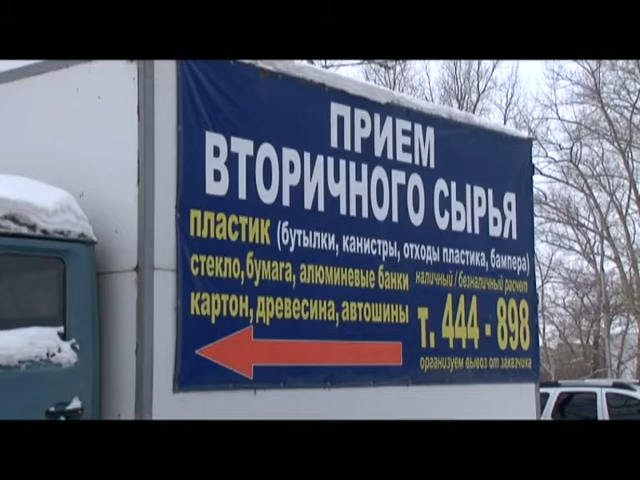 ПРИЕМ
ВТОРИЧНОГО СЫРЬЯ
пластик (бутылки, канистры, отходы пластика, бампера)
стекло, бумага, алюминевые банки
картон, древесина, автошины
наличный / безналичный расчет
т. 444 - 898
организуем вывоз от заказчика